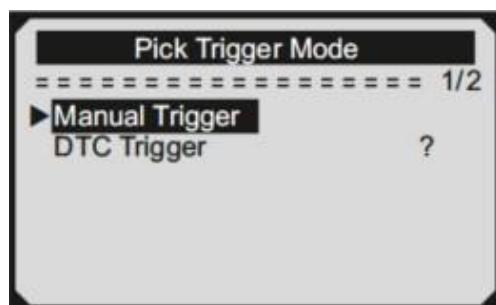 Pick Trigger Mode
= = = = = = = = = = = = = = = = = = 1/2
▶Manual Trigger
DTC Trigger ?